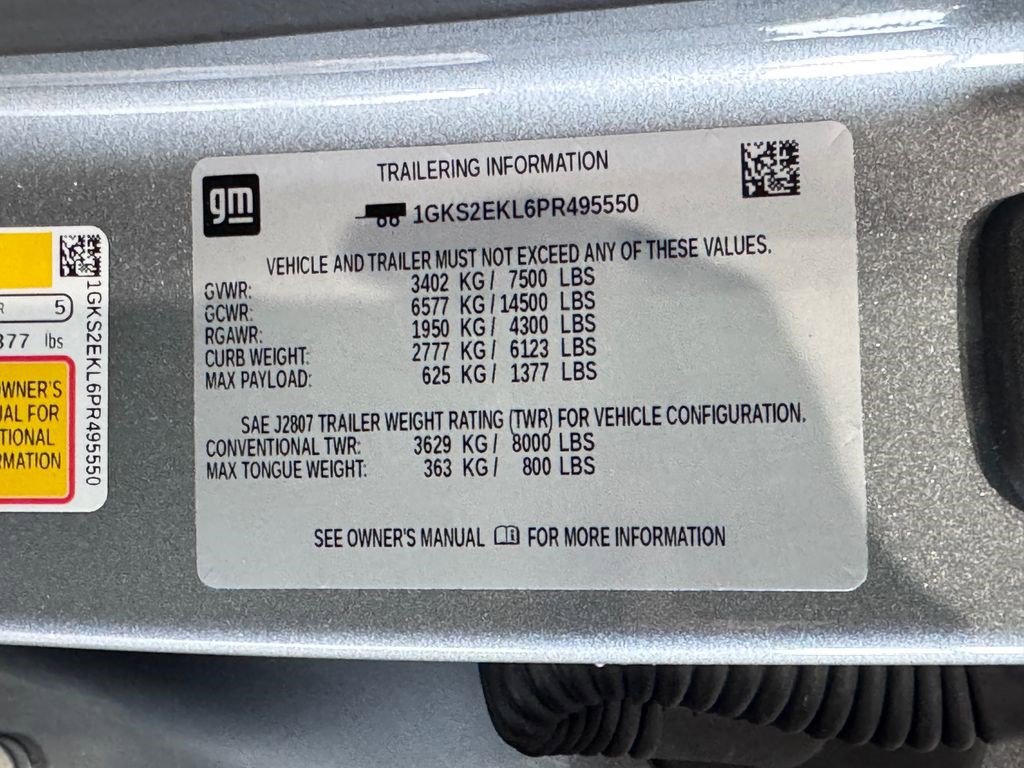 TRAILERING INFORMATION
gm
1GKS2EKL6PR495550
VEHICLE AND TRAILER MUST NOT EXCEED ANY OF THESE VALUES.
GVWR: 3402 KG/ 7500 LBS
GCWR: 6577 KG/ 14500 LBS
RGAWR: 1950 KG/ 4300 LBS
CURB WEIGHT: 2777 KG/ 6123 LBS
MAX PAYLOAD: 625 KG/ 1377 LBS
SAE J2807 TRAILER WEIGHT RATING (TWR) FOR VEHICLE CONFIGURATION.
CONVENTIONAL TWR: 3629 KG/ 8000 LBS
MAX TONGUE WEIGHT: 363 KG/ 800 LBS
SEE OWNER'S MANUAL FOR MORE INFORMATION
R 5
377 lbs
OWNER'S
UAL FOR
TIONAL
RMATION
1GKS2EKL6PR495550